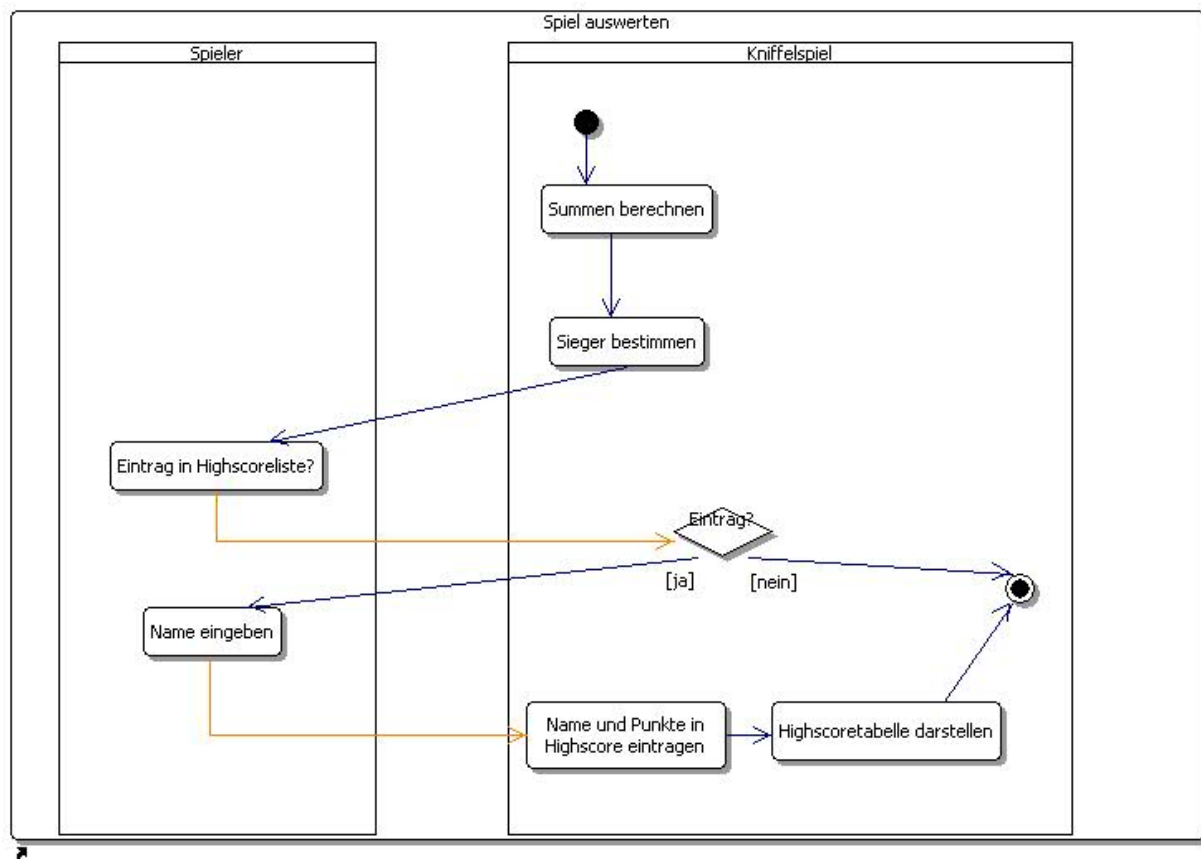 Spiel auswerten
Spieler
Kniffelspiel
Summen berechnen
Sieger bestimmen
Eintrag in Highscoreliste?
Eintrag?
[ja]
[nein]
Name eingeben
Name und Punkte in
Highscore eintragen
Highscoretabelle darstellen